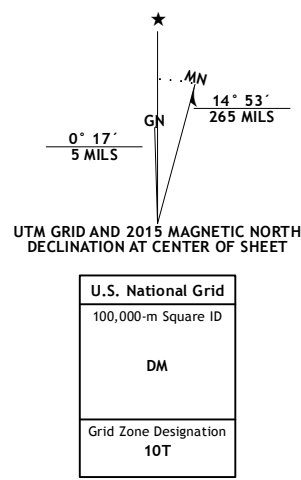 MN
GN
14° 53´
265 MILS
0° 17´
5 MILS
UTM GRID AND 2015 MAGNETIC NORTH
DECLINATION AT CENTER OF SHEET
U.S. National Grid
100,000-m Square ID
DM
Grid Zone Designation
10T